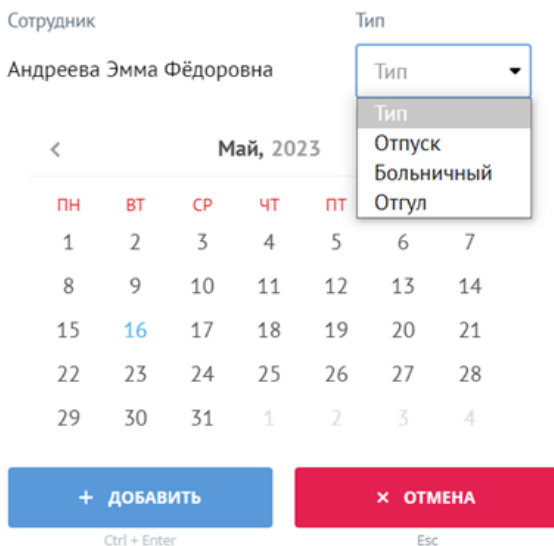 Сотрудник Тип
Андреева Эмма Фёдоровна Тип
Тип
Отпуск
Больничный
Отгул
Май, 2023
ПН ВТ СР ЧТ ПТ
1 2 3 4 5 6 7
8 9 10 11 12 13 14
15 16 17 18 19 20 21
22 23 24 25 26 27 28
29 30 31 1 2 3 4
+ ДОБАВИТЬ × ОТМЕНА
Ctrl + Enter Esc